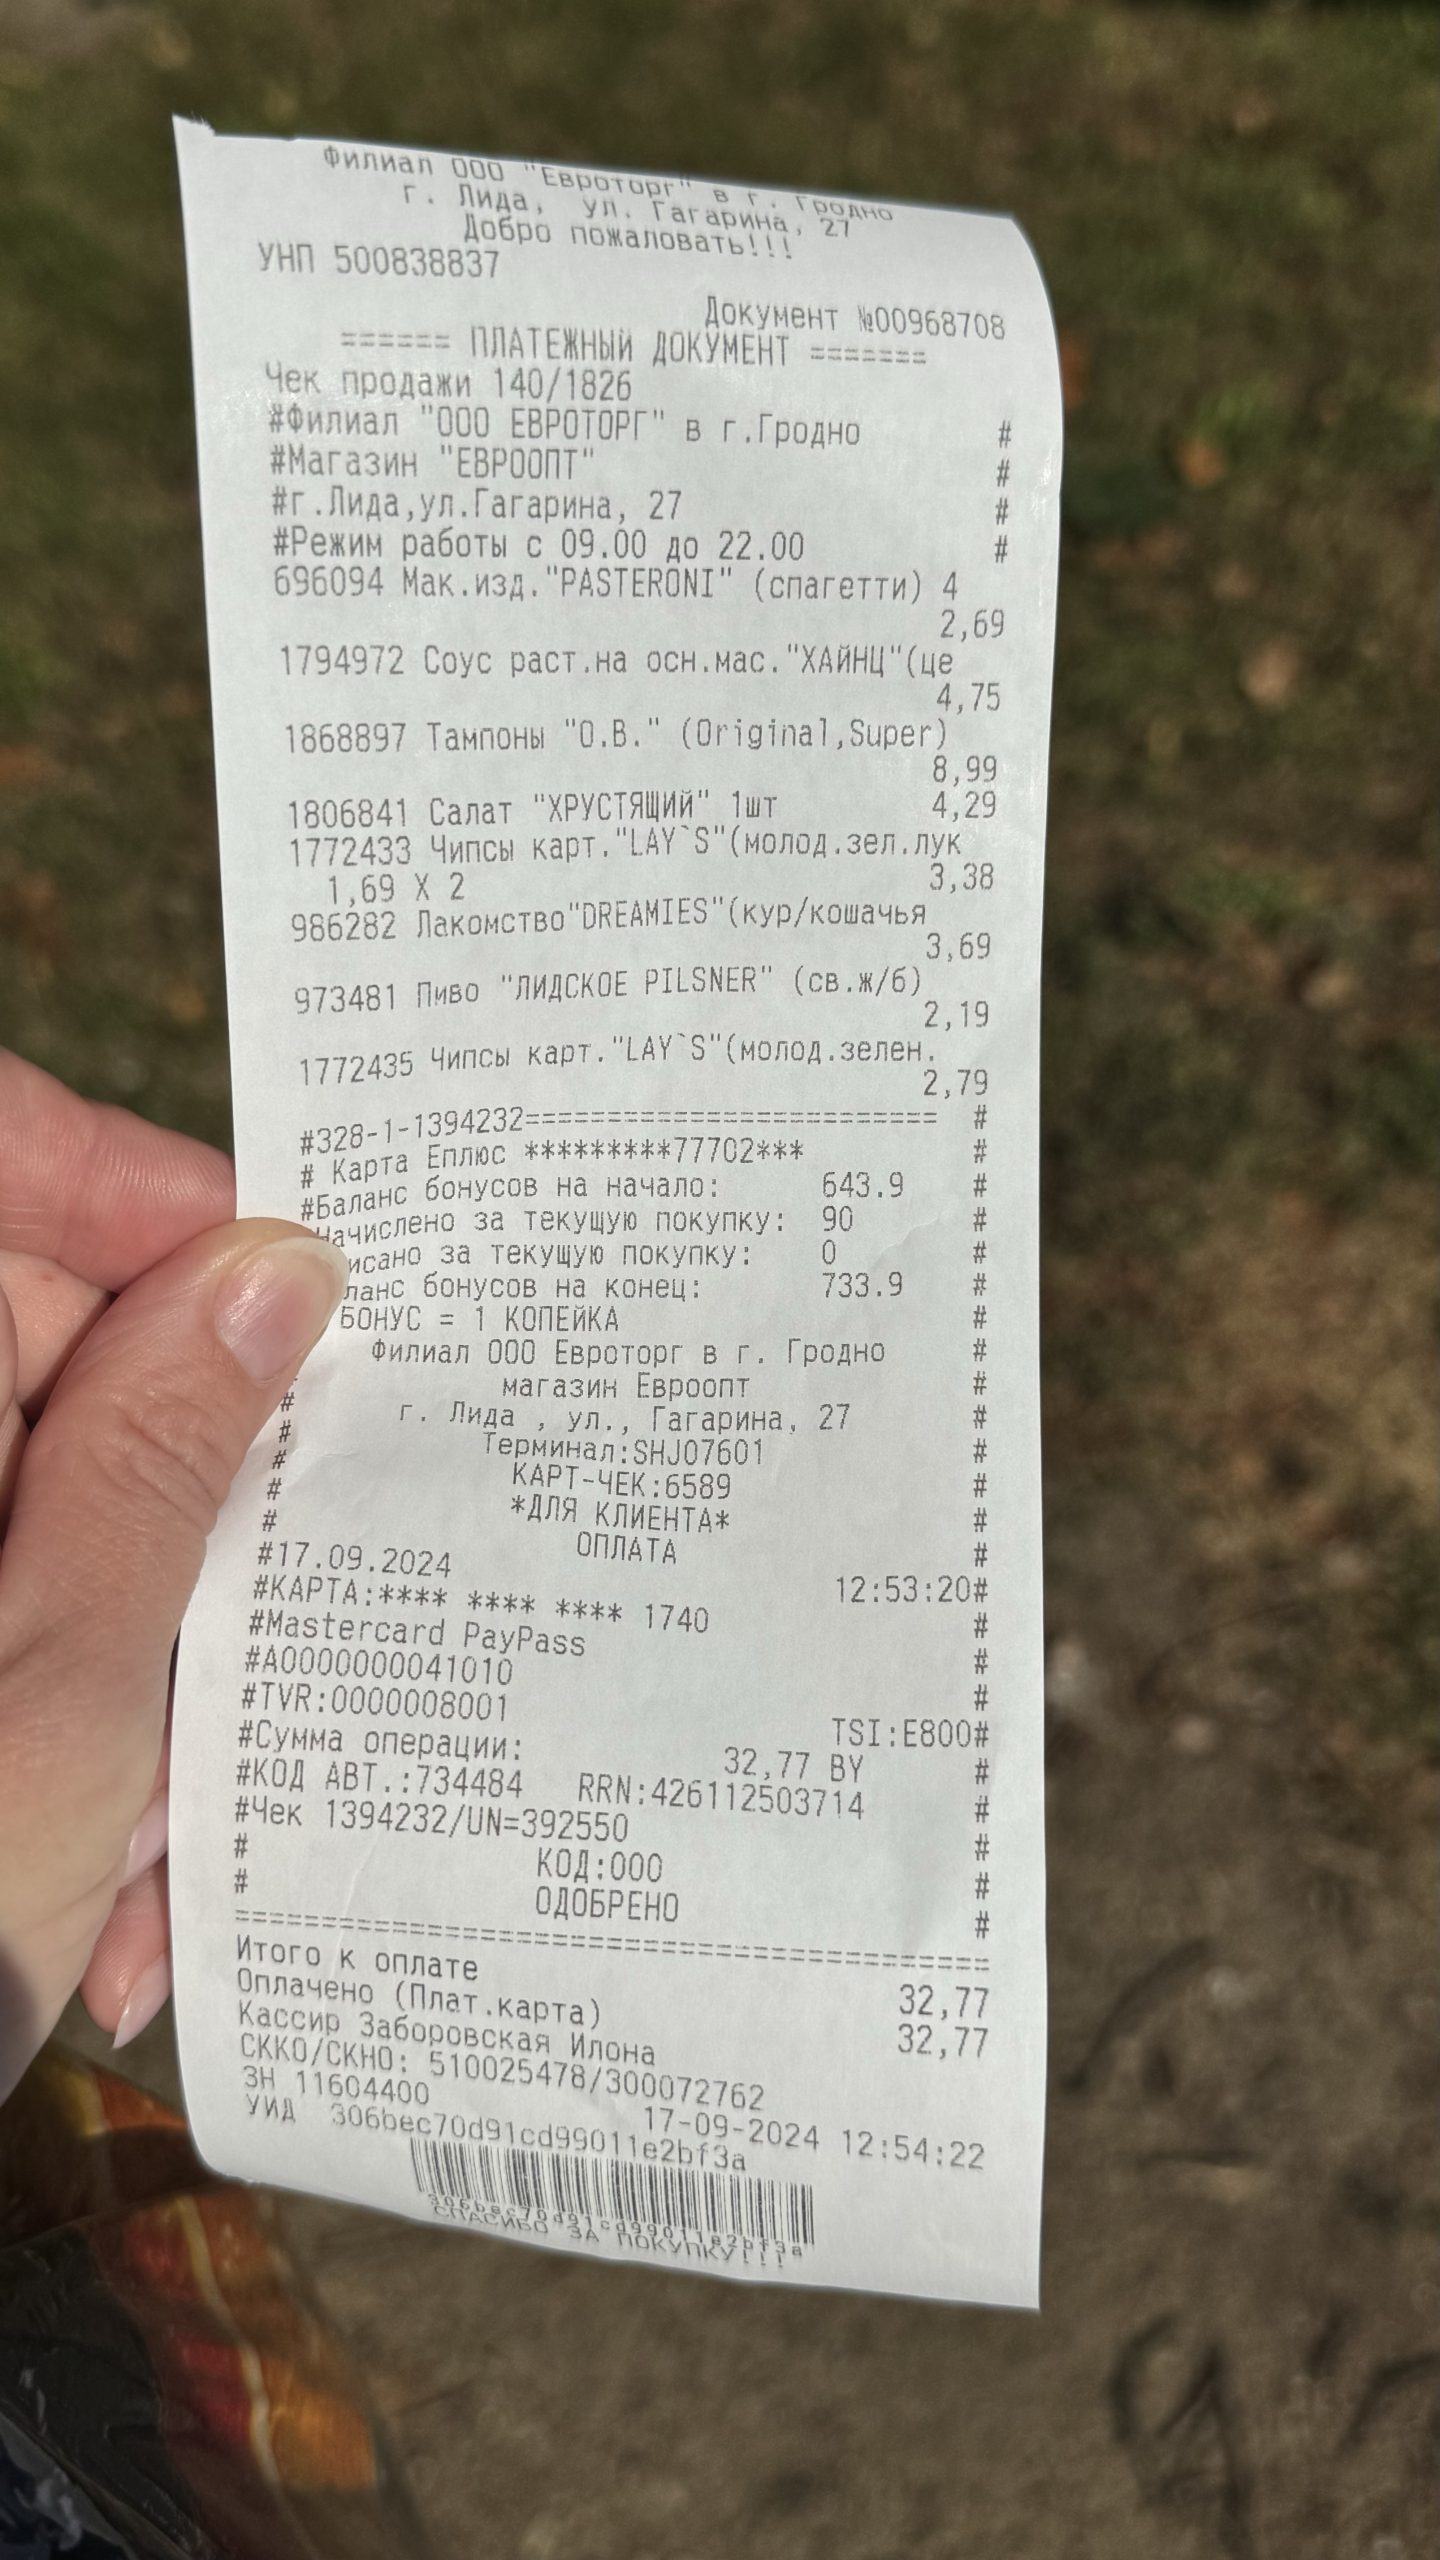 Филиал ООО "Евроторг" в г. Гродно
г. Лида, ул. Гагарина, 27
Добро пожаловать!!!
УНП 500838837
Документ №00968708
====== ПЛАТЕЖНЫЙ ДОКУМЕНТ =======
Чек продажи 140/1826
#Филиал "ООО ЕВРОТОРГ" в г.Гродно #
#Магазин "ЕВРООПТ" #
#г.Лида,ул.Гагарина, 27 #
#Режим работы с 09.00 до 22.00 #
696094 Мак.изд."PASTERONI" (спагетти) 4
2,69
1794972 Соус раст.на осн.мас."ХАЙНЦ"(це
4,75
1868897 Тампоны "O.B." (Original,Super)
8,99
1806841 Салат "ХРУСТЯЩИЙ" 1шт 4,29
1772433 Чипсы карт."LAY`S"(молод.зел.лук
1,69 X 2 3,38
986282 Лакомство"DREAMIES"(кур/кошачья
3,69
973481 Пиво "ЛИДСКОЕ PILSNER" (св.ж/б)
2,19
1772435 Чипсы карт."LAY`S"(молод.зелен.
2,79
#328-1-1394232========================= #
# Карта Еплюс *********77702*** #
#Баланс бонусов на начало: 643.9 #
Начислено за текущую покупку: 90 #
исано за текущую покупку: 0 #
ланс бонусов на конец: 733.9 #
БОНУС = 1 КОПЕЙКА #
Филиал ООО Евроторг в г. Гродно #
магазин Евроопт #
# г. Лида , ул., Гагарина, 27 #
# Терминал:SHJ07601 #
# КАРТ-ЧЕК:6589 #
# *ДЛЯ КЛИЕНТА* #
# ОПЛАТА #
#17.09.2024 12:53:20#
#КАРТА:**** **** **** 1740 #
#Mastercard PayPass #
#A0000000041010 #
#TVR:0000008001 TSI:E800#
#Сумма операции: 32,77 BY #
#КОД АВТ.:734484 RRN:426112503714 #
#Чек 1394232/UN=392550 #
# КОД:000 #
# ОДОБРЕНО #
==============================================
Итого к оплате 32,77
Оплачено (Плат.карта) 32,77
Кассир Заборовская Илона
СККО/СКНО: 510025478/300072762
ЗН 11604400 17-09-2024 12:54:22
УИД 306bec70d91cd99011e2bf3a
306bec70d91cd99011e2bf3a
СПАСИБО ЗА ПОКУПКУ!!!